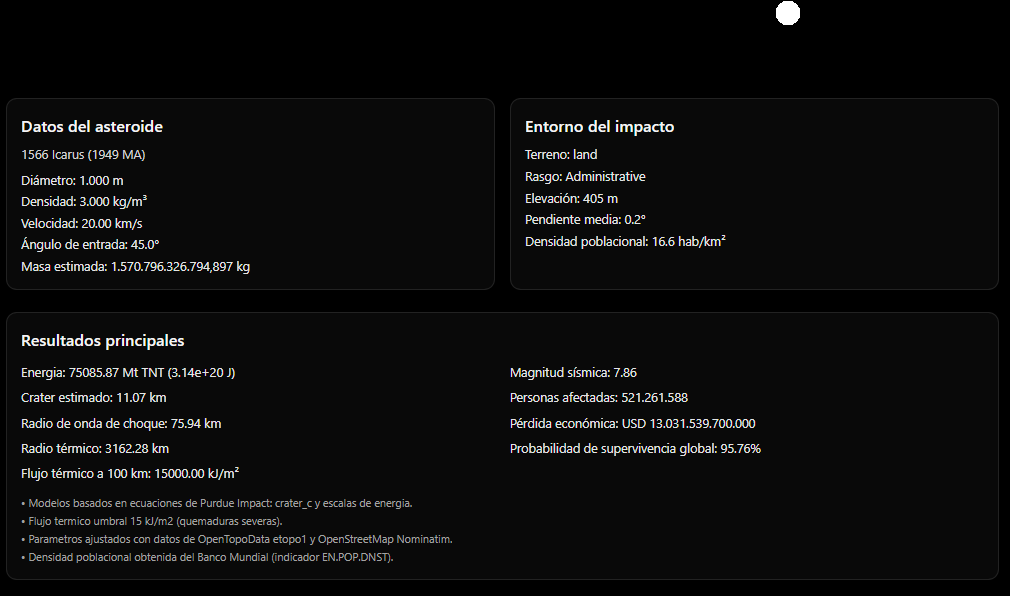 Datos del asteroide
1566 Icarus (1949 MA)
Diámetro: 1.000 m
Densidad: 3.000 kg/m³
Velocidad: 20.00 km/s
Ángulo de entrada: 45.0°
Masa estimada: 1.570.796.326.794,897 kg
Entorno del impacto
Terreno: land
Rasgo: Administrative
Elevación: 405 m
Pendiente media: 0.2°
Densidad poblacional: 16.6 hab/km²
Resultados principales
Energia: 75085.87 Mt TNT (3.14e+20 J)
Crater estimado: 11.07 km
Radio de onda de choque: 75.94 km
Radio térmico: 3162.28 km
Flujo térmico a 100 km: 15000.00 kJ/m²
Magnitud sísmica: 7.86
Personas afectadas: 521.261.588
Pérdida económica: USD 13.031.539.700.000
Probabilidad de supervivencia global: 95.76%
• Modelos basados en ecuaciones de Purdue Impact: crater_c y escalas de energia.
• Flujo termico umbral 15 kJ/m2 (quemaduras severas).
• Parametros ajustados con datos de OpenTopoData etopo1 y OpenStreetMap Nominatim.
• Densidad poblacional obtenida del Banco Mundial (indicador EN.POP.DNST).